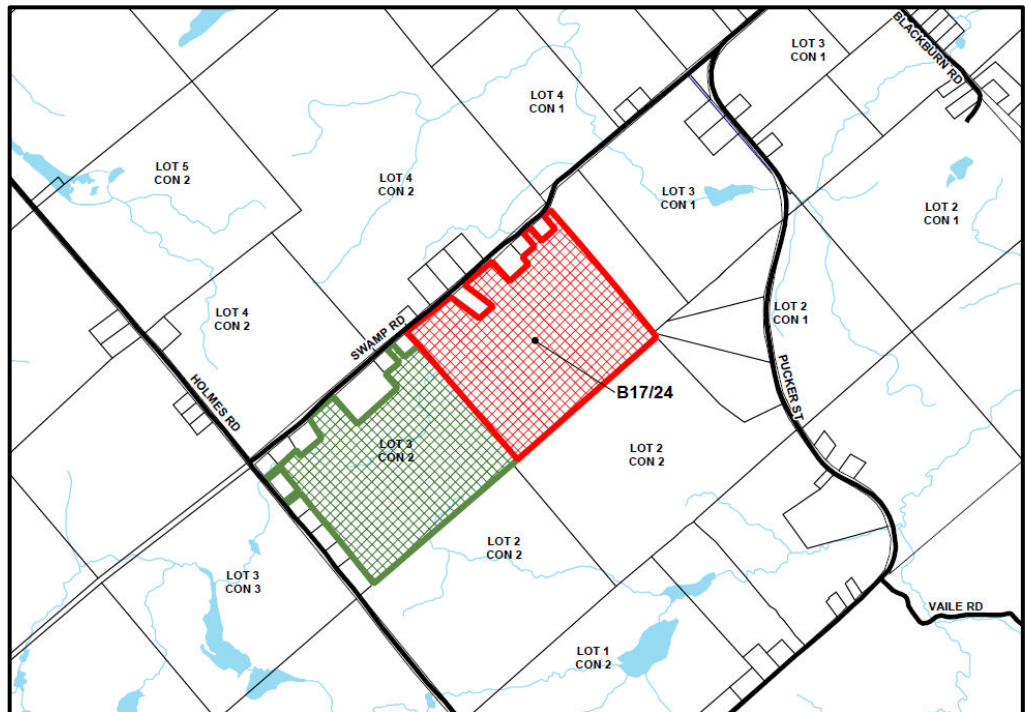 BLACKBURN RD
LOT 3
CON 1
LOT 4
CON 1
LOT 5
CON 2
LOT 4
CON 2
LOT 3
CON 1
LOT 2
CON 1
LOT 4
CON 2
SWAMP RD
LOT 2
CON 1
HOLMES RD
PUCKER ST
B17/24
LOT 3
CON 2
LOT 2
CON 2
LOT 2
CON 2
LOT 3
CON 3
VAILE RD
LOT 1
CON 2